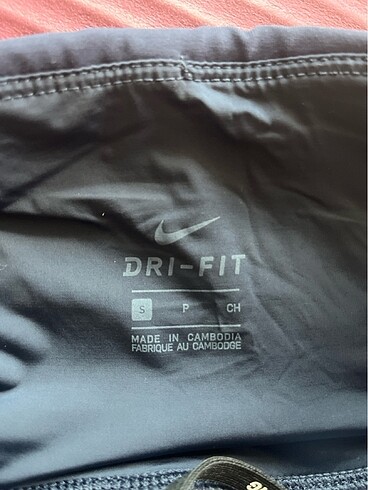 DRI-FIT
S P CH
MADE IN CAMBODIA
FABRIQUE AU CAMBODGE